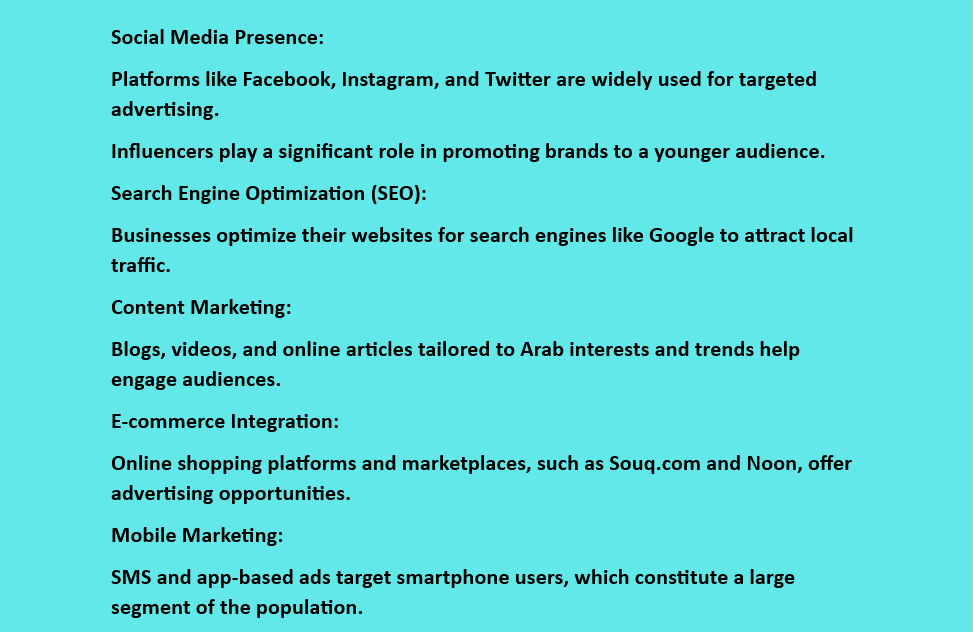 Social Media Presence:
Platforms like Facebook, Instagram, and Twitter are widely used for targeted
advertising.
Influencers play a significant role in promoting brands to a younger audience.
Search Engine Optimization (SEO):
Businesses optimize their websites for search engines like Google to attract local
traffic.
Content Marketing:
Blogs, videos, and online articles tailored to Arab interests and trends help
engage audiences.
E-commerce Integration:
Online shopping platforms and marketplaces, such as Souq.com and Noon, offer
advertising opportunities.
Mobile Marketing:
SMS and app-based ads target smartphone users, which constitute a large
segment of the population.